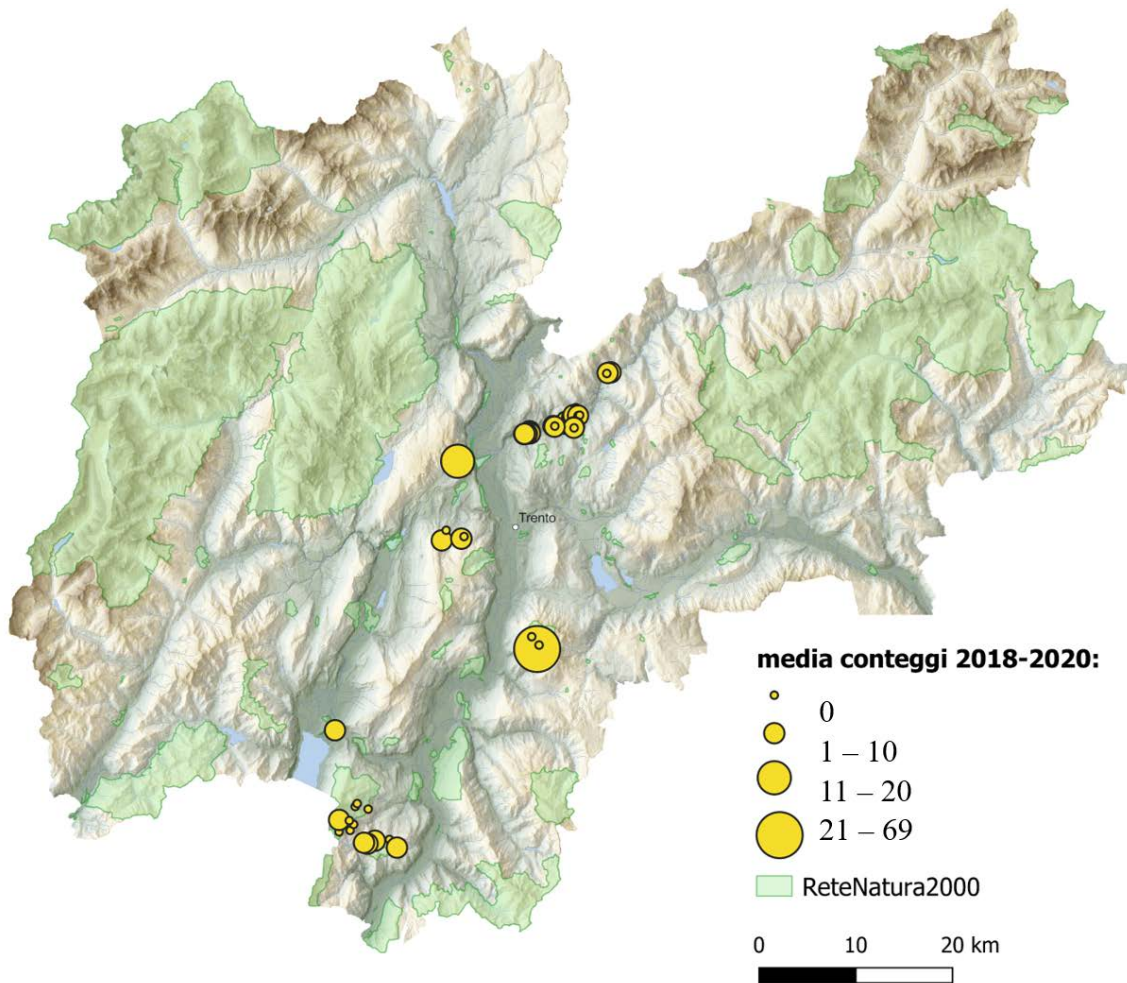 Trento
media conteggi 2018-2020:
0
1 – 10
11 – 20
21 – 69
ReteNatura2000
0 10 20 km